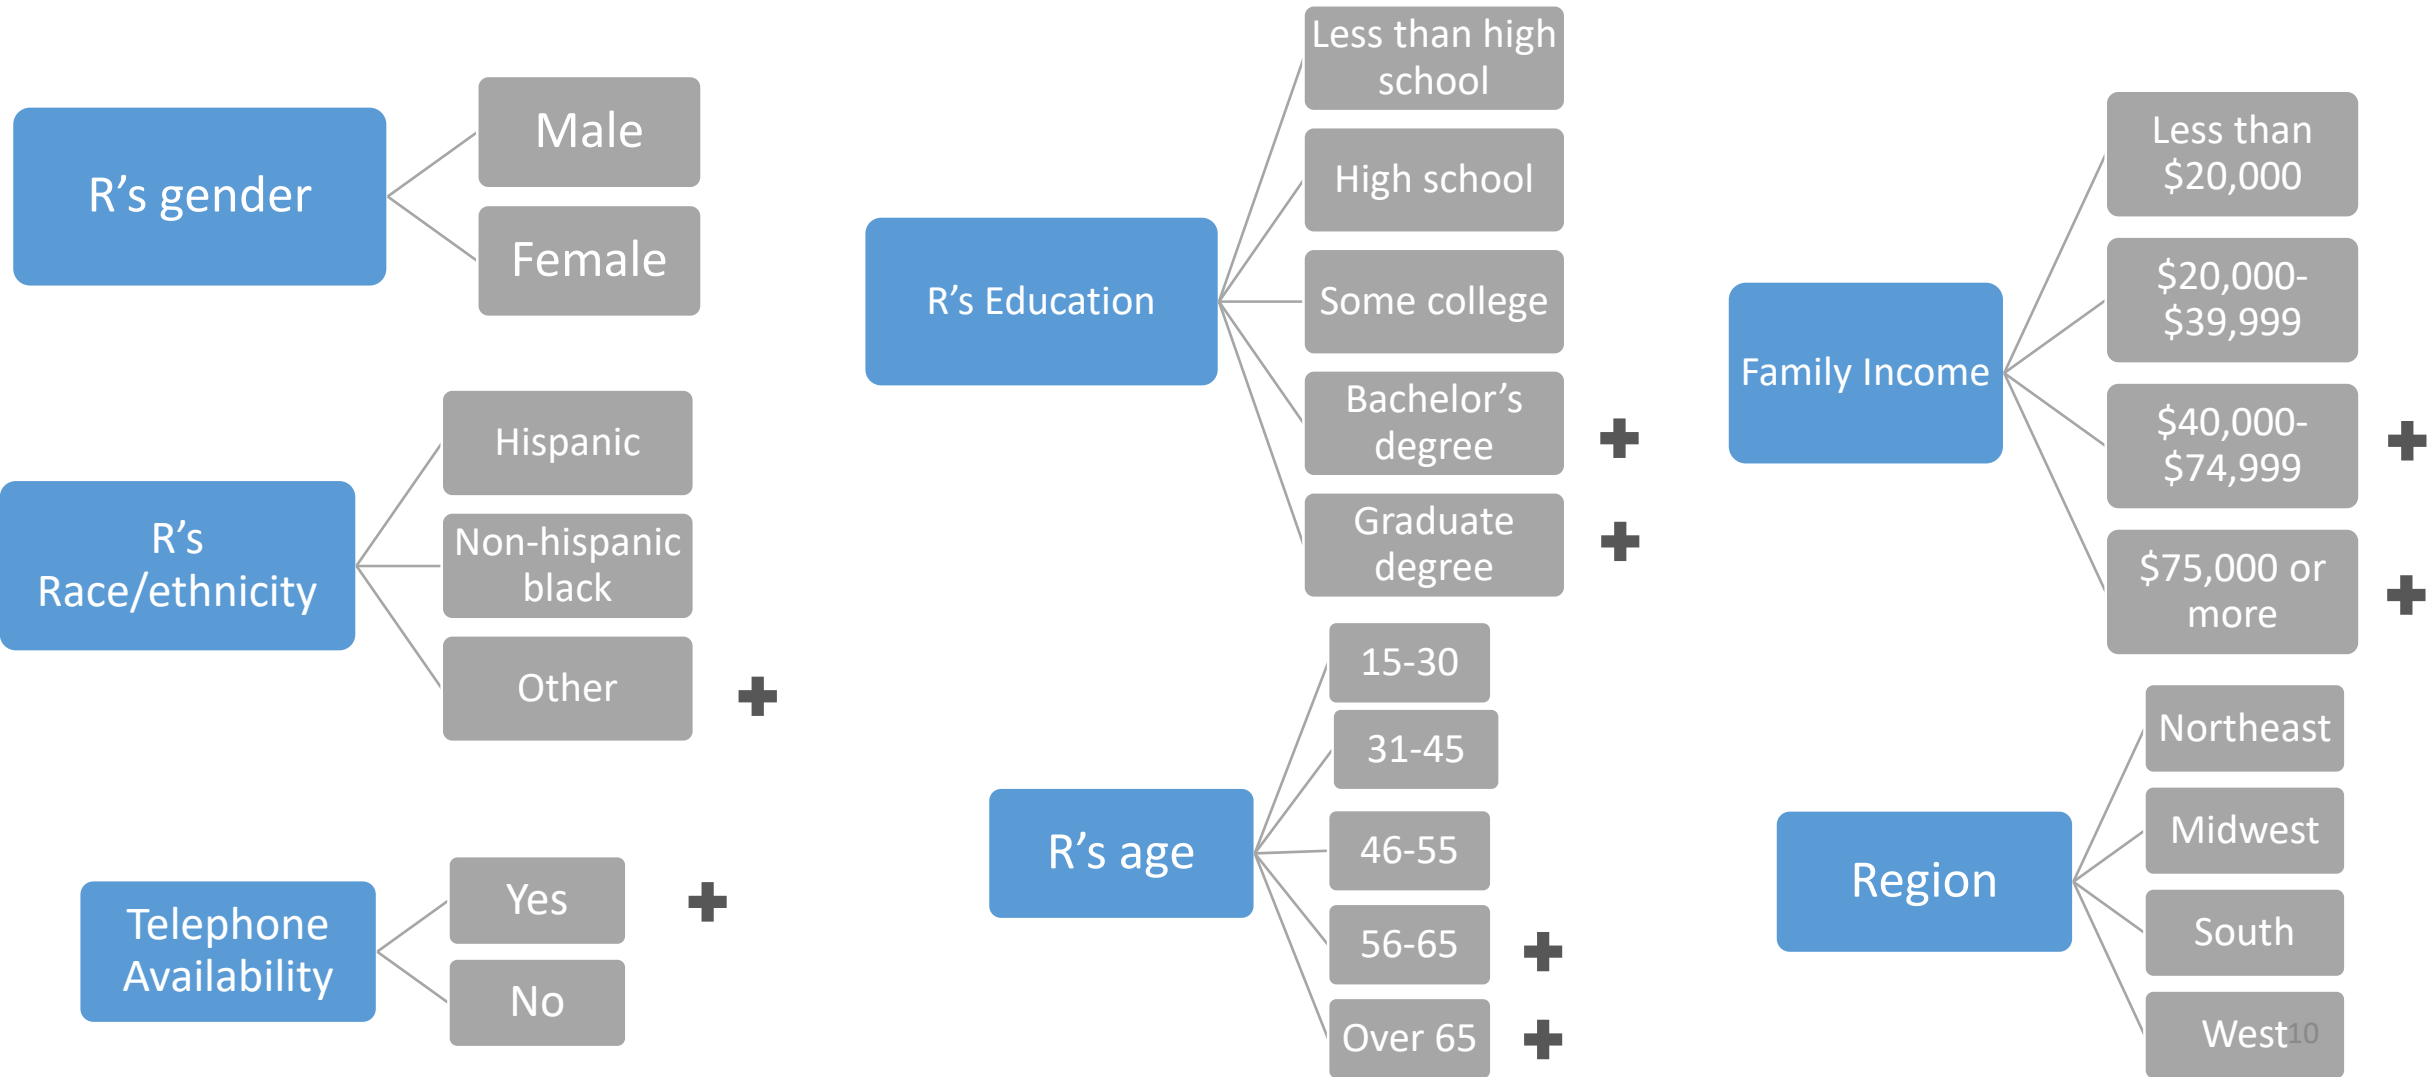 R’s gender
Male
Female
R’s
Race/ethnicity
Hispanic
Non-hispanic
black
Other
Telephone
Availability
Yes
No
R’s Education
Less than high
school
High school
Some college
Bachelor’s
degree
Graduate
degree
R’s age
15-30
31-45
46-55
56-65
Over 65
Family Income
Less than
$20,000
$20,000-
$39,999
$40,000-
$74,999
$75,000 or
more
Region
Northeast
Midwest
South
West
10